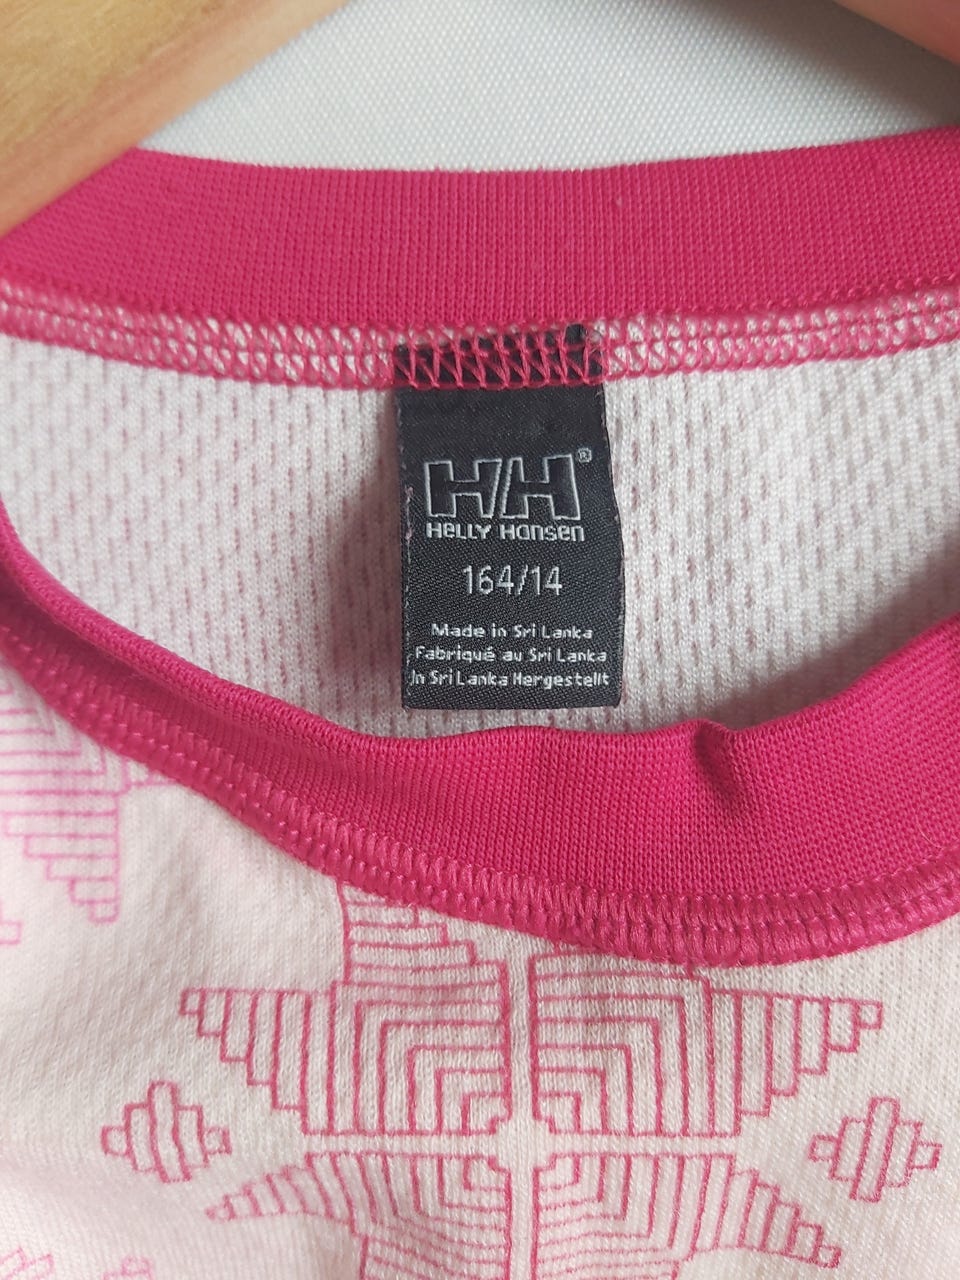 HH®
HELLY HANSEN
164/14
Made in Sri Lanka
Fabriqué au Sri Lanka
In Sri Lanka Hergestellt